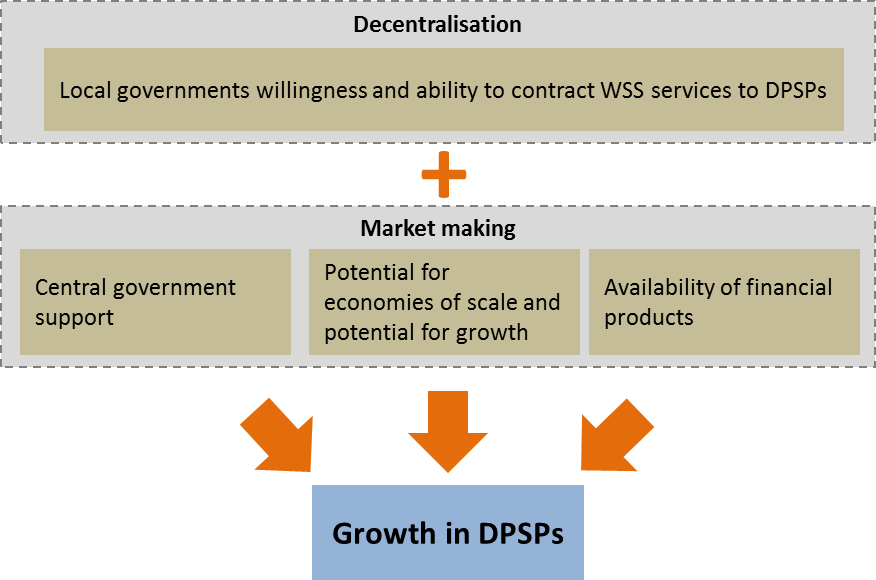 Decentralisation
Local governments willingness and ability to contract WSS services to DPSPs
+
Market making
Central government
support
Potential for
economies of scale and
potential for growth
Availability of financial
products
Growth in DPSPs